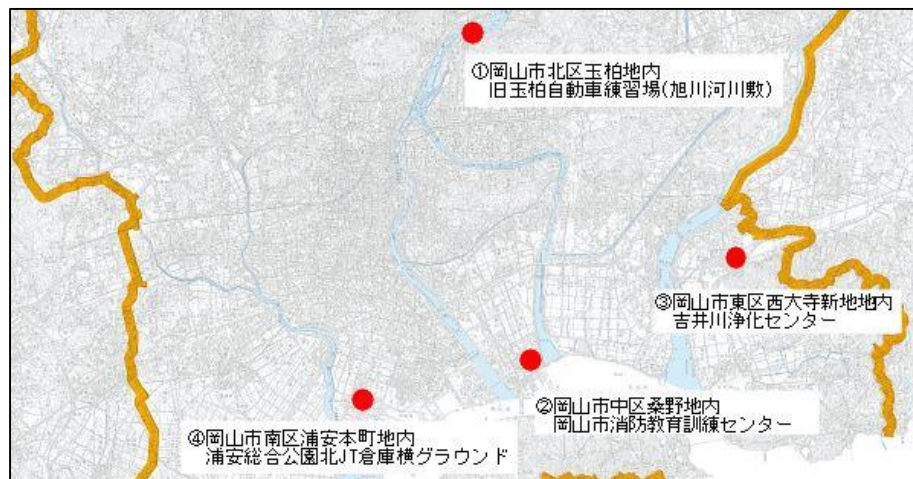 ①岡山市北区玉柏地内
旧玉柏自動車練習場(旭川河川敷)
③岡山市東区西大寺新地地内
吉井川浄化センター
②岡山市中区桑野地内
岡山市消防教育訓練センター
④岡山市南区浦安本町地内
浦安総合公園北JT倉庫横グラウンド